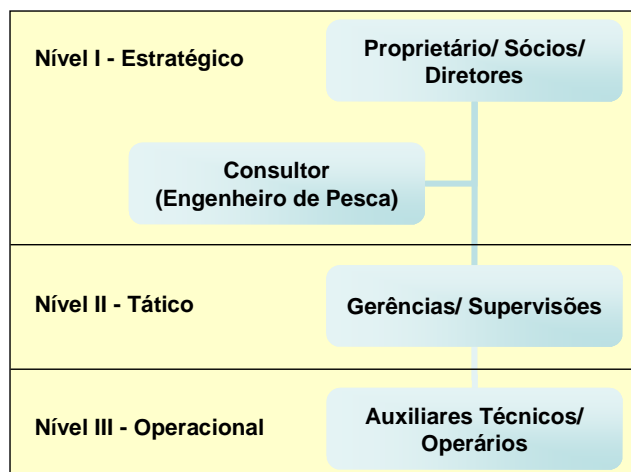 Nível I - Estratégico
Proprietário/ Sócios/
Diretores
Consultor
(Engenheiro de Pesca)
Nível II - Tático
Gerências/ Supervisões
Nível III - Operacional
Auxiliares Técnicos/
Operários